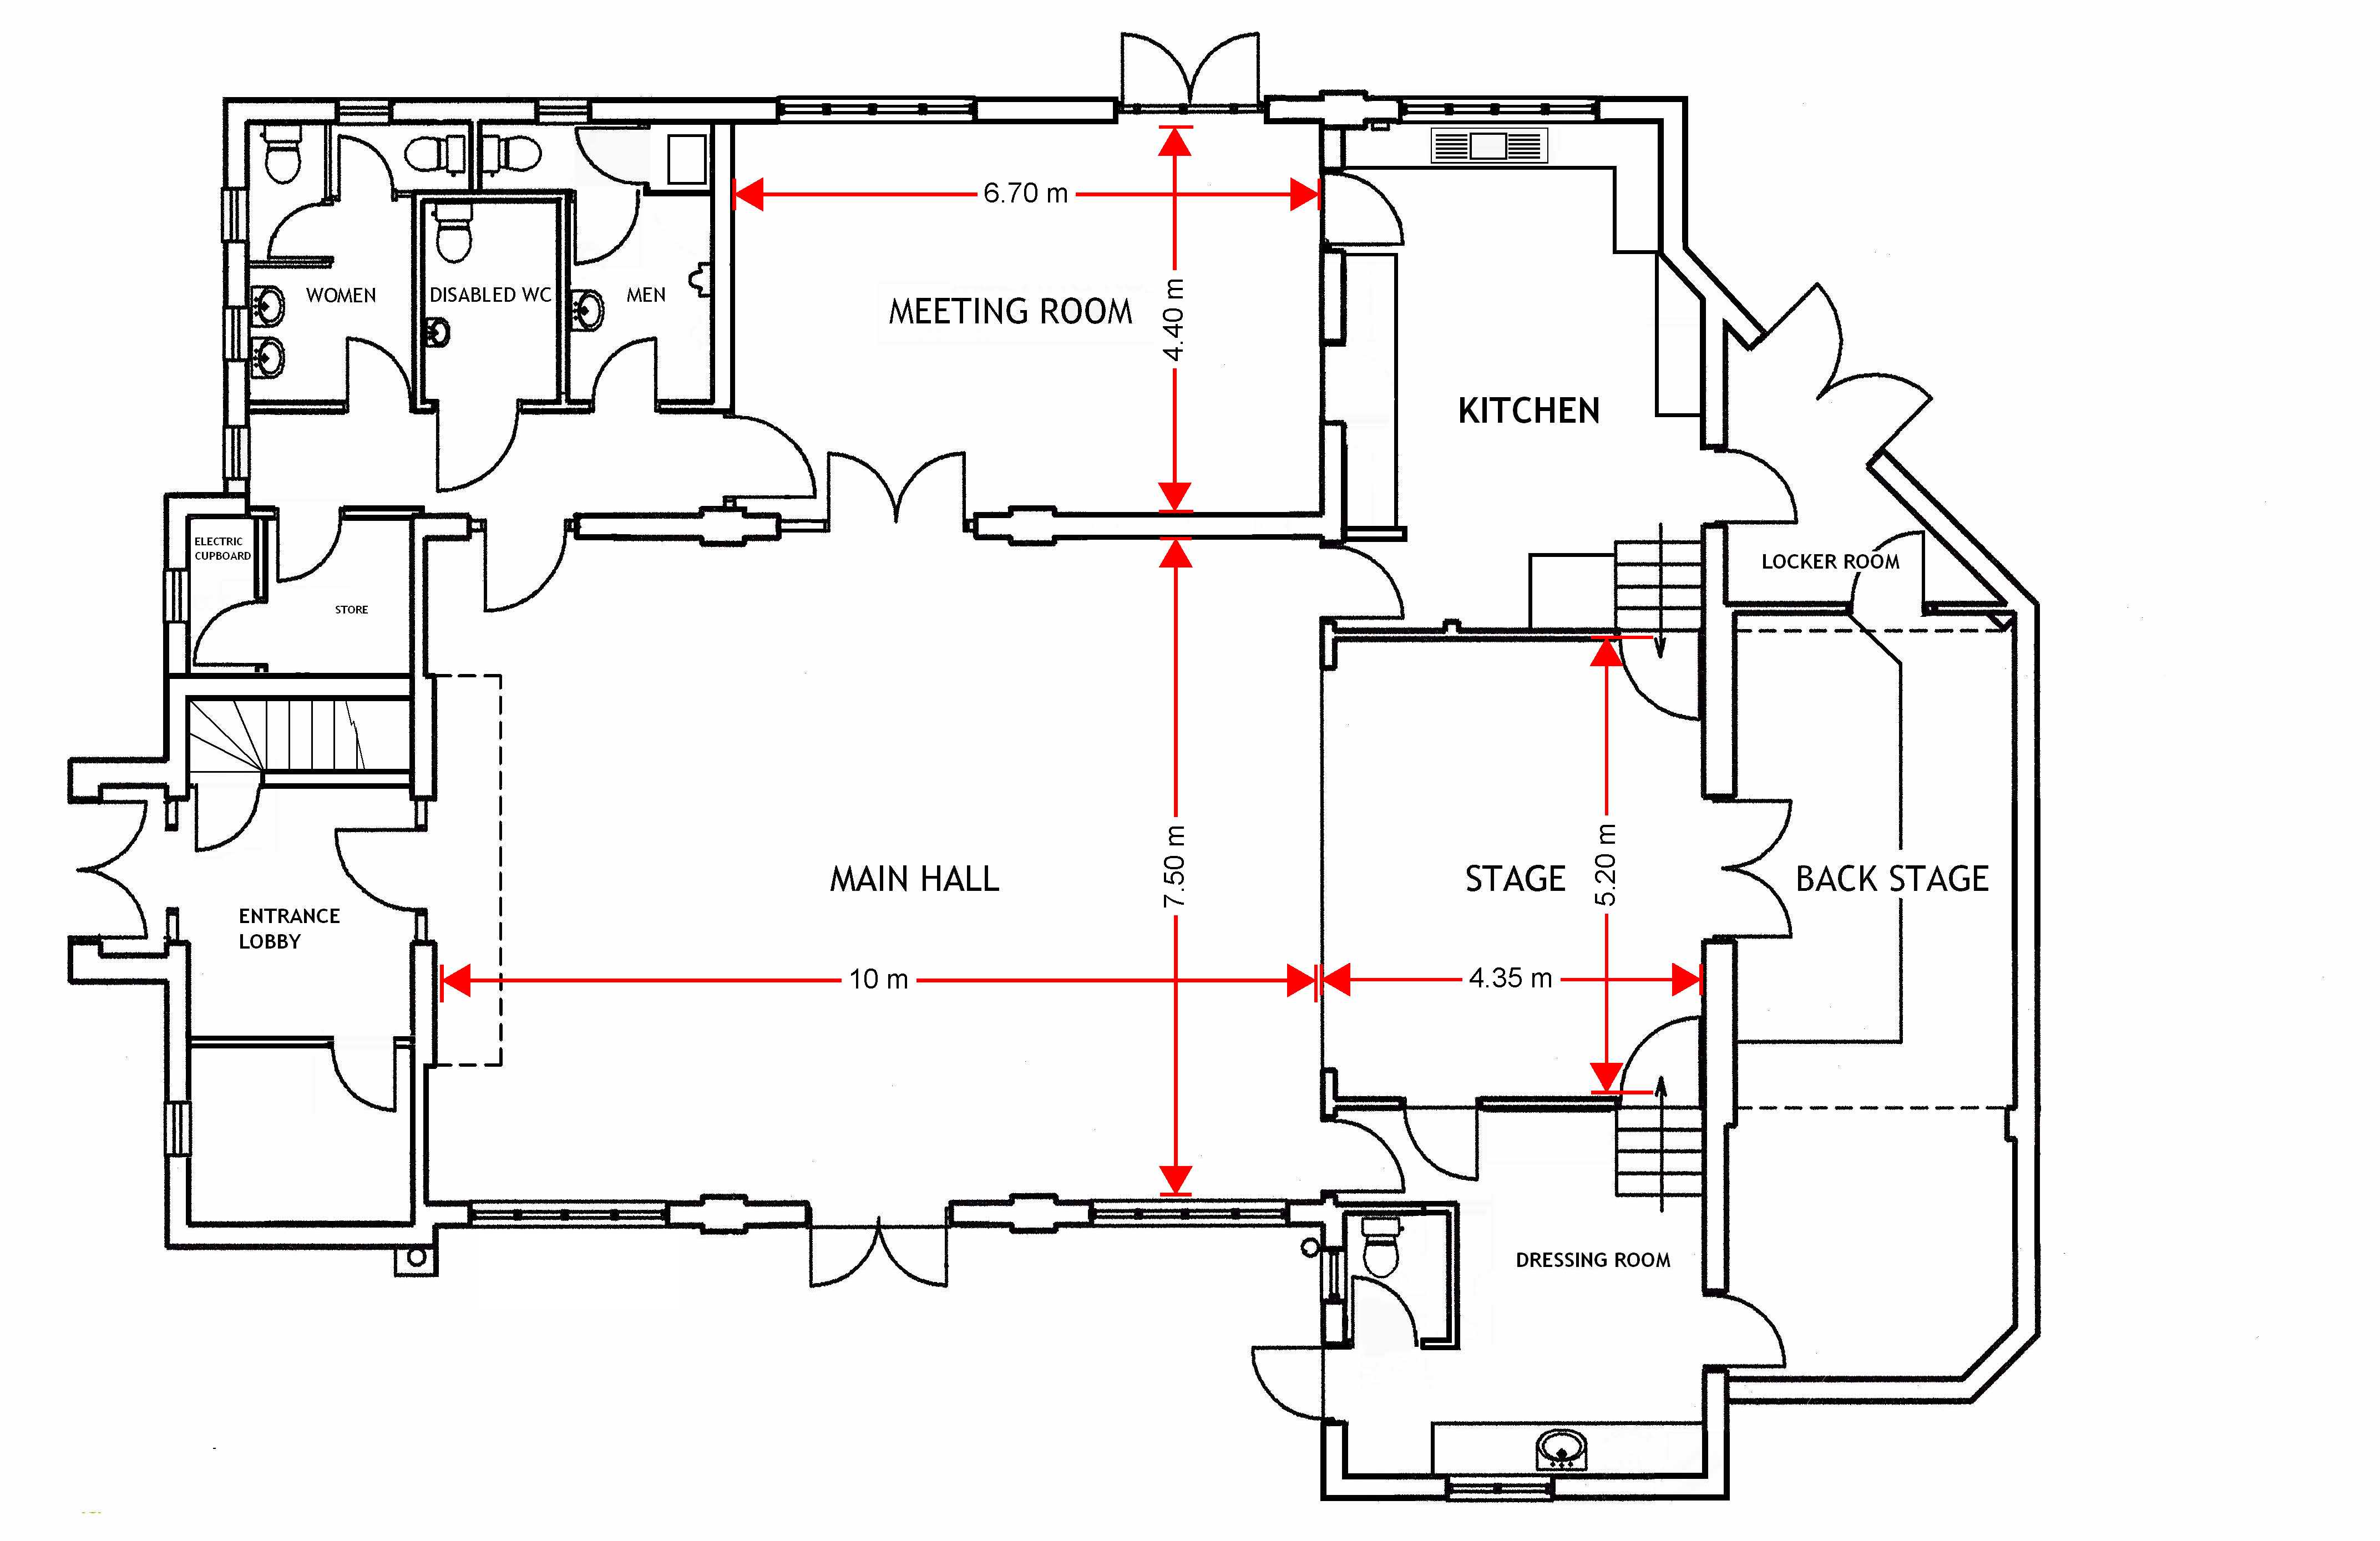 6.70 m
WOMEN
DISABLED WC
MEN
MEETING ROOM
4.40 m
KITCHEN
ELECTRIC
CUPBOARD
STORE
LOCKER ROOM
MAIN HALL
7.50 m
STAGE
5.20 m
BACK STAGE
ENTRANCE
LOBBY
10 m
4.35 m
DRESSING ROOM